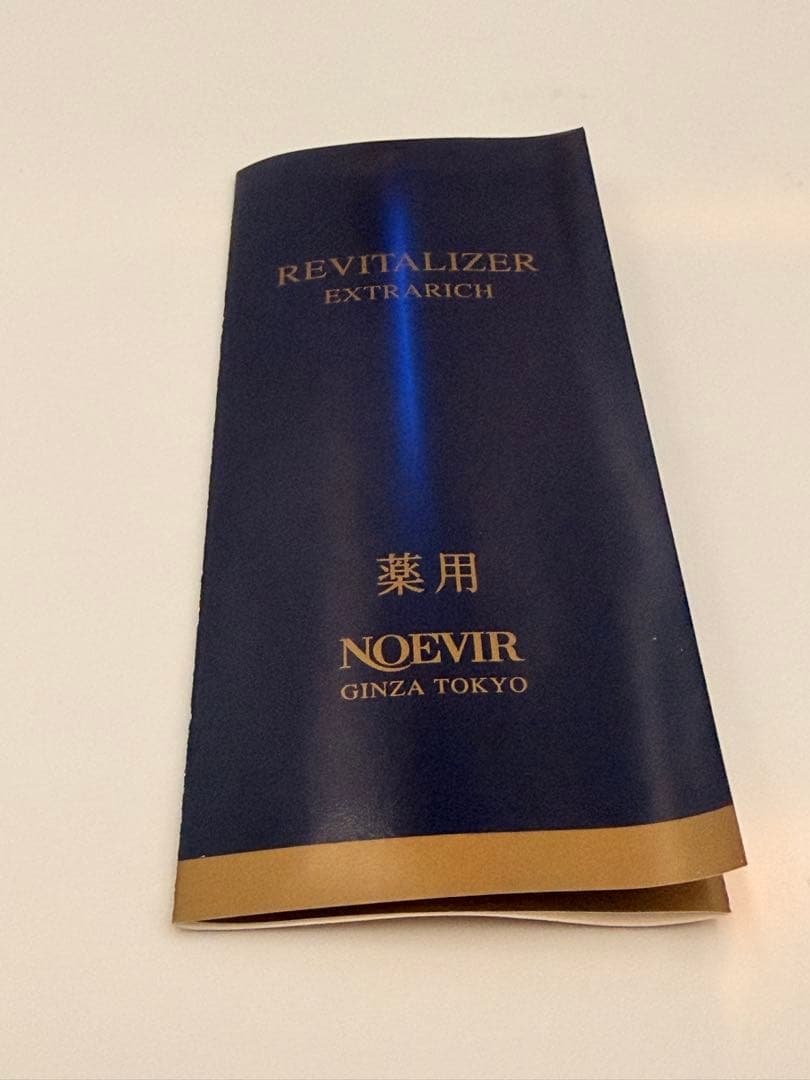 REVITALIZER
EXTRARICH
薬用
NOEVIR
GINZA TOKYO